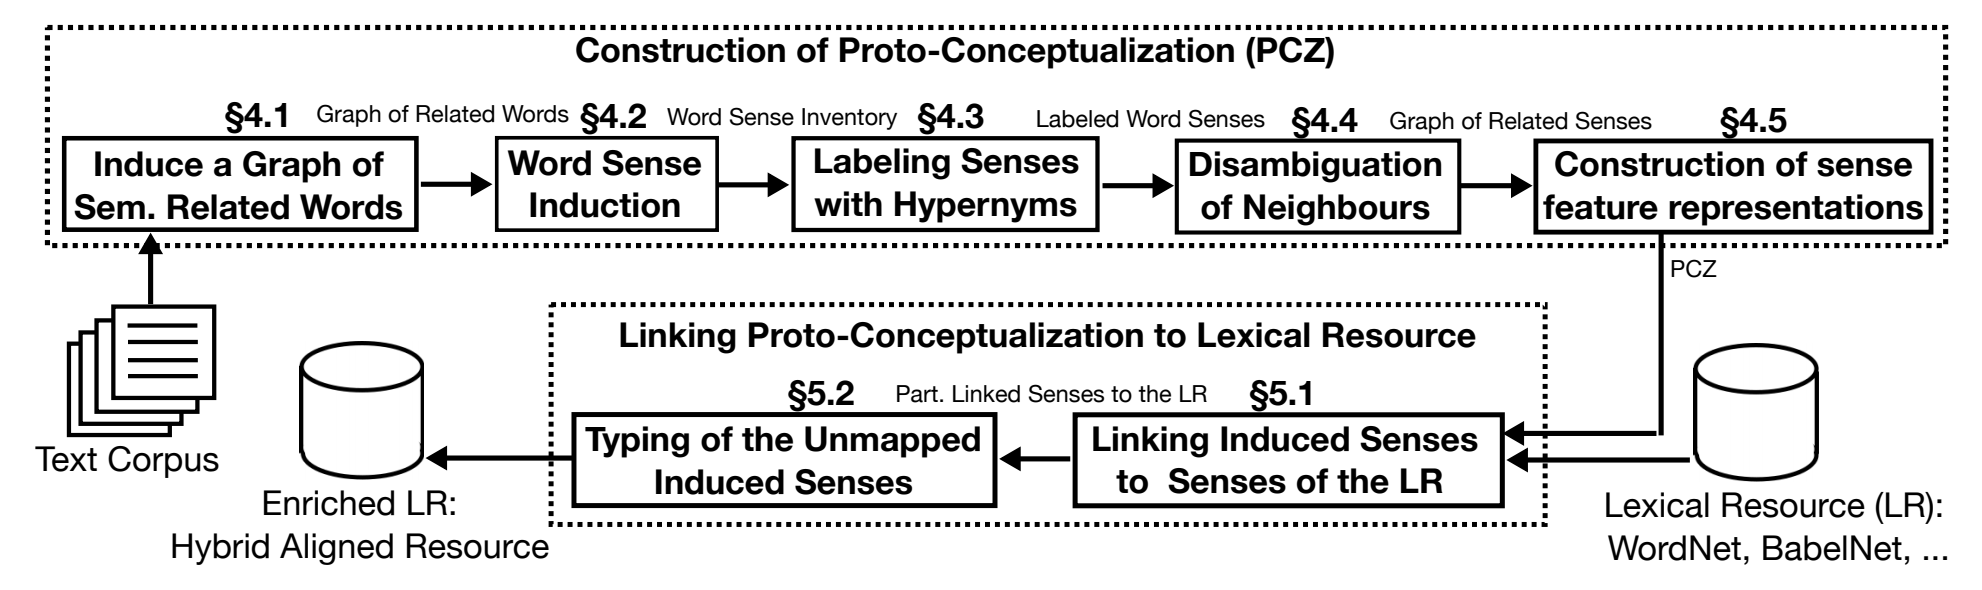 Construction of Proto-Conceptualization (PCZ)
§4.1 Graph of Related Words §4.2 Word Sense Inventory §4.3 Labeled Word Senses §4.4 Graph of Related Senses §4.5
Induce a Graph of
Sem. Related Words
Word Sense
Induction
Labeling Senses
with Hypernyms
Disambiguation
of Neighbours
Construction of sense
feature representations
PCZ
Linking Proto-Conceptualization to Lexical Resource
§5.2 Part. Linked Senses to the LR §5.1
Typing of the Unmapped
Induced Senses
Linking Induced Senses
to Senses of the LR
Text Corpus
Enriched LR:
Hybrid Aligned Resource
Lexical Resource (LR):
WordNet, BabelNet, ...